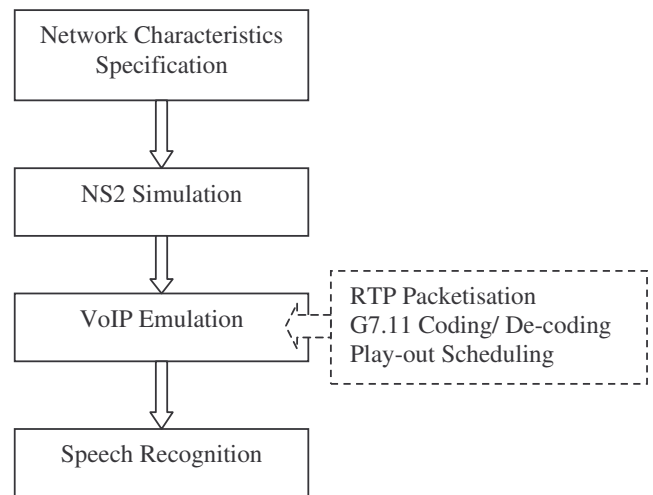 Network Characteristics
Specification
NS2 Simulation
VoIP Emulation
RTP Packetisation
G7.11 Coding/ De-coding
Play-out Scheduling
Speech Recognition